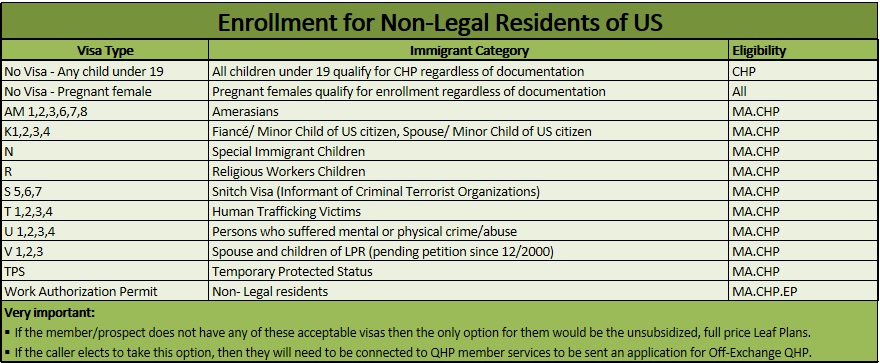 Enrollment for Non-Legal Residents of US
Visa Type Immigrant Category Eligibility
No Visa - Any child under 19 All children under 19 qualify for CHP regardless of documentation CHP
No Visa - Pregnant female Pregnant females qualify for enrollment regardless of documentation All
AM 1,2,3,6,7,8 Amerasians MA.CHP
K1,2,3,4 Fiancé/ Minor Child of US citizen, Spouse/ Minor Child of US citizen MA.CHP
N Special Immigrant Children MA.CHP
R Religious Workers Children MA.CHP
S 5,6,7 Snitch Visa (Informant of Criminal Terrorist Organizations) MA.CHP
T 1,2,3,4 Human Trafficking Victims MA.CHP
U 1,2,3,4 Persons who suffered mental or physical crime/abuse MA.CHP
V 1,2,3 Spouse and children of LPR (pending petition since 12/2000) MA.CHP
TPS Temporary Protected Status MA.CHP
Work Authorization Permit Non- Legal residents MA.CHP.EP
Very important:
▪ If the member/prospect does not have any of these acceptable visas then the only option for them would be the unsubsidized, full price Leaf Plans.
▪ If the caller elects to take this option, then they will need to be connected to QHP member services to be sent an application for Off-Exchange QHP.